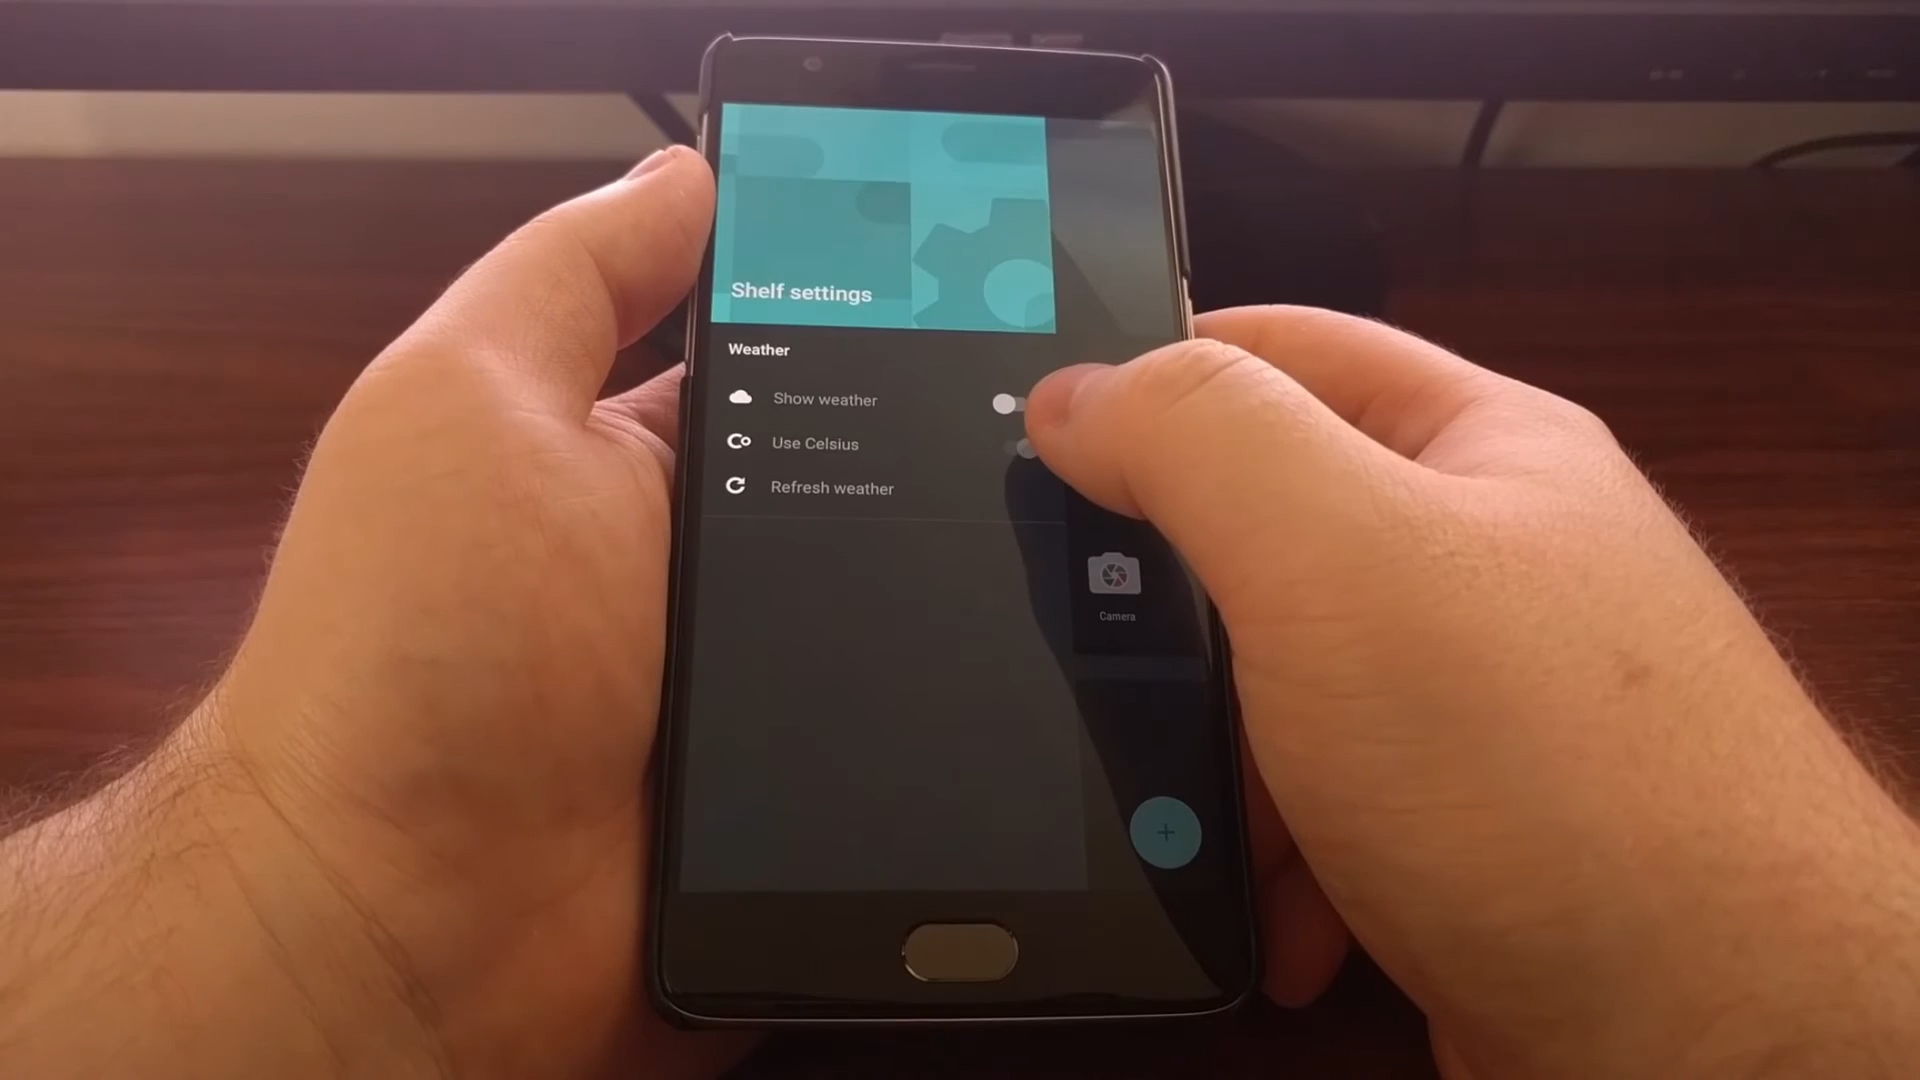 Shelf settings
Weather
Show weather
Use Celsius
Refresh weather
Camera